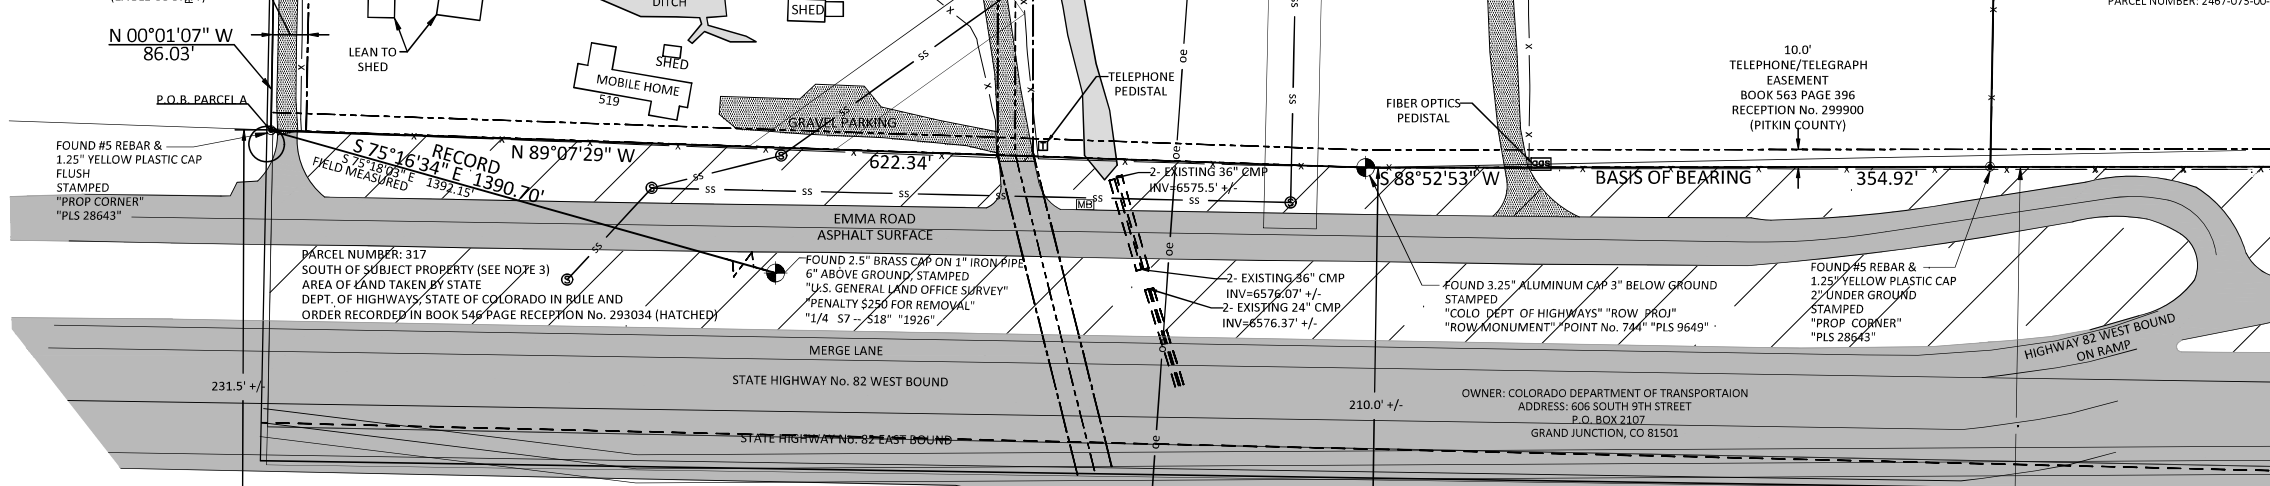 DITCH
SHED
PARCEL NUMBER: 2467-073-00-
N 00°01'07" W
86.03'
LEAN TO
SHED
SHED
MOBILE HOME
519
TELEPHONE
PEDISTAL
FIBER OPTICS
PEDISTAL
10.0'
TELEPHONE/TELEGRAPH
EASEMENT
BOOK 563 PAGE 396
RECEPTION No. 299900
(PITKIN COUNTY)
P.O.B. PARCEL A
GRAVEL PARKING
FOUND #5 REBAR &
1.25" YELLOW PLASTIC CAP
FLUSH
STAMPED
"PROP CORNER"
"PLS 28643"
RECORD
S 75°16'34" E 1390.70'
S 75°18'03" E 1392.15'
FIELD MEASURED
N 89°07'29" W
622.34'
2- EXISTING 36" CMP
INV=6575.5' +/-
S 88°52'53" W
BASIS OF BEARING
354.92'
MB
EMMA ROAD
ASPHALT SURFACE
PARCEL NUMBER: 317
SOUTH OF SUBJECT PROPERTY (SEE NOTE 3)
AREA OF LAND TAKEN BY STATE
DEPT. OF HIGHWAYS, STATE OF COLORADO IN RULE AND
ORDER RECORDED IN BOOK 546 PAGE RECEPTION No. 293034 (HATCHED)
FOUND 2.5" BRASS CAP ON 1" IRON PIPE
6" ABOVE GROUND, STAMPED
"U.S. GENERAL LAND OFFICE SURVEY"
"PENALTY $250 FOR REMOVAL"
"1/4 S7 -- S18" "1926"
2- EXISTING 36" CMP
INV=6576.07' +/-
2- EXISTING 24" CMP
INV=6576.37' +/-
FOUND 3.25" ALUMINUM CAP 3" BELOW GROUND
STAMPED
"COLO DEPT OF HIGHWAYS" "ROW PROJ"
"ROW MONUMENT" "POINT No. 744" "PLS 9649"
FOUND #5 REBAR &
1.25" YELLOW PLASTIC CAP
2" UNDER GROUND
STAMPED
"PROP CORNER"
"PLS 28643"
HIGHWAY 82 WEST BOUND
ON RAMP
MERGE LANE
STATE HIGHWAY No. 82 WEST BOUND
231.5' +/-
210.0' +/-
OWNER: COLORADO DEPARTMENT OF TRANSPORTAION
ADDRESS: 606 SOUTH 9TH STREET
P.O. BOX 2107
GRAND JUNCTION, CO 81501
STATE HIGHWAY No. 82 EAST BOUND